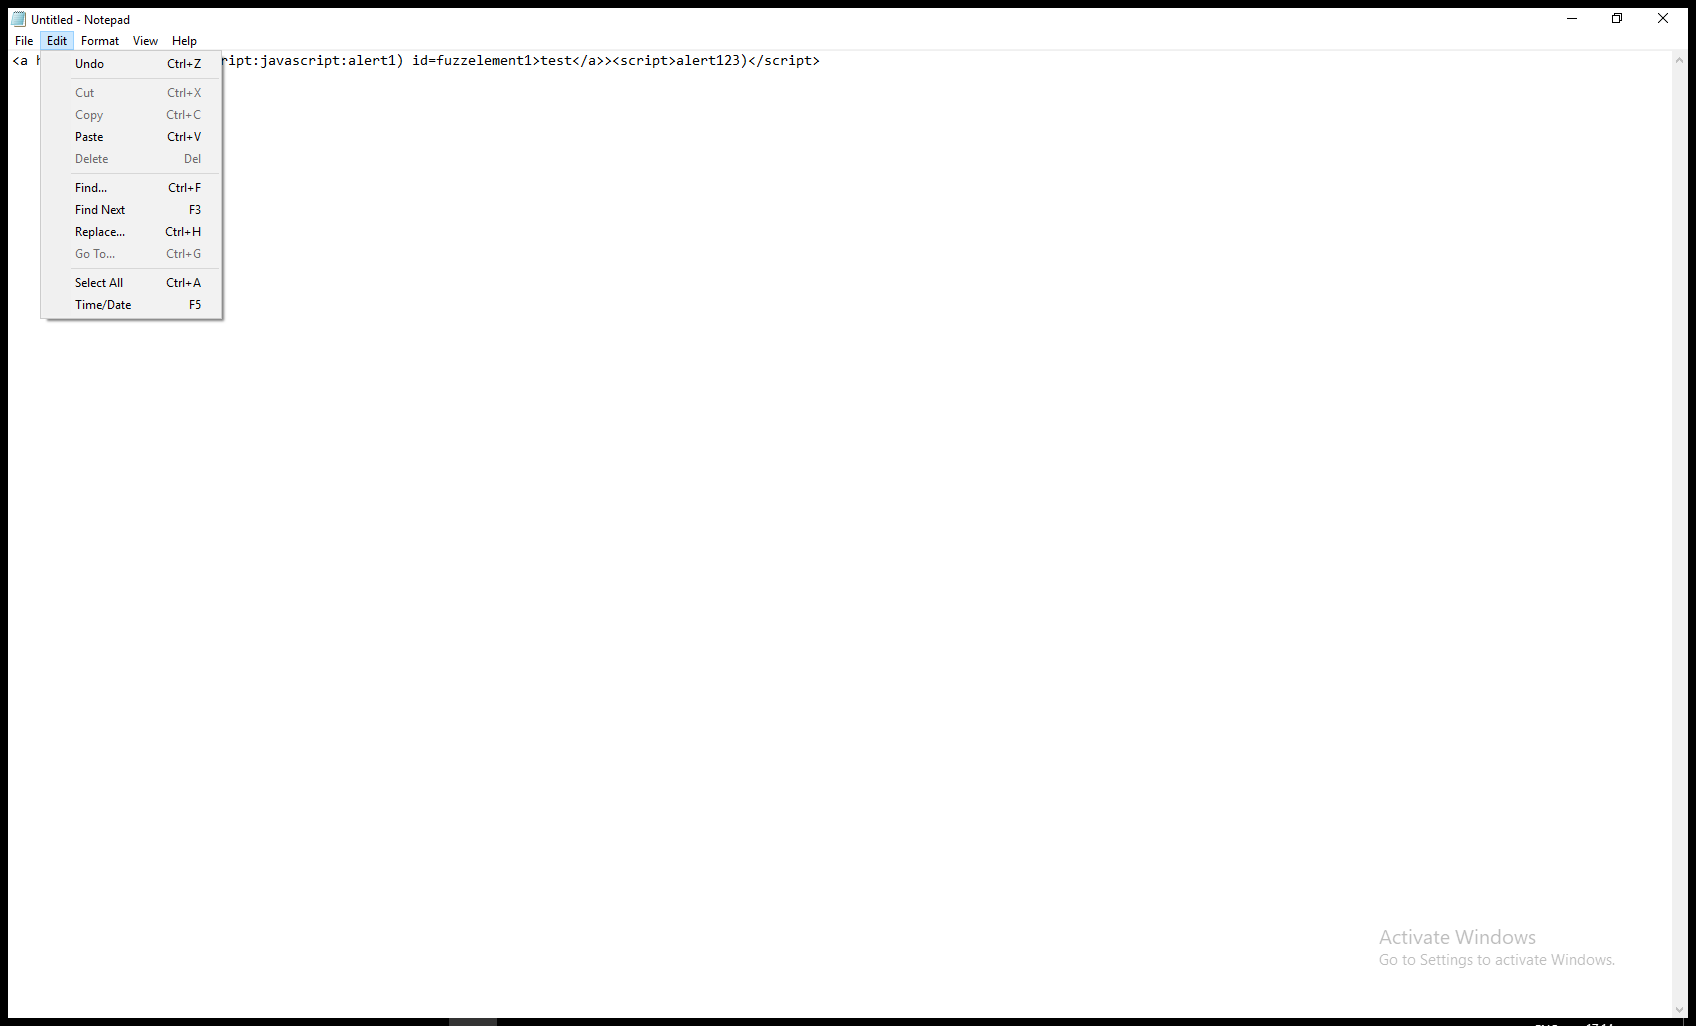 Untitled - Notepad
File Edit Format View Help
<a ript:javascript:alert1) id=fuzzelement1>test</a>><script>alert123)</script>
Undo Ctrl+Z
Cut Ctrl+X
Copy Ctrl+C
Paste Ctrl+V
Delete Del
Find... Ctrl+F
Find Next F3
Replace... Ctrl+H
Go To... Ctrl+G
Select All Ctrl+A
Time/Date F5
Activate Windows
Go to Settings to activate Windows.